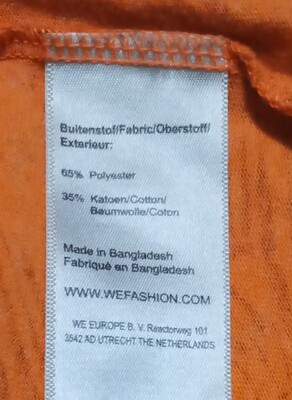 Buitenstof/Fabric/Oberstoff/
Exterieur:
65% Polyester
35% Katoen/Cotton/
Baumwolle/Coton
Made in Bangladesh
Fabriqué en Bangladesh
WWW.WEFASHION.COM
WE EUROPE B. V. Reactorweg 101
3542 AD UTRECHT THE NETHERLANDS